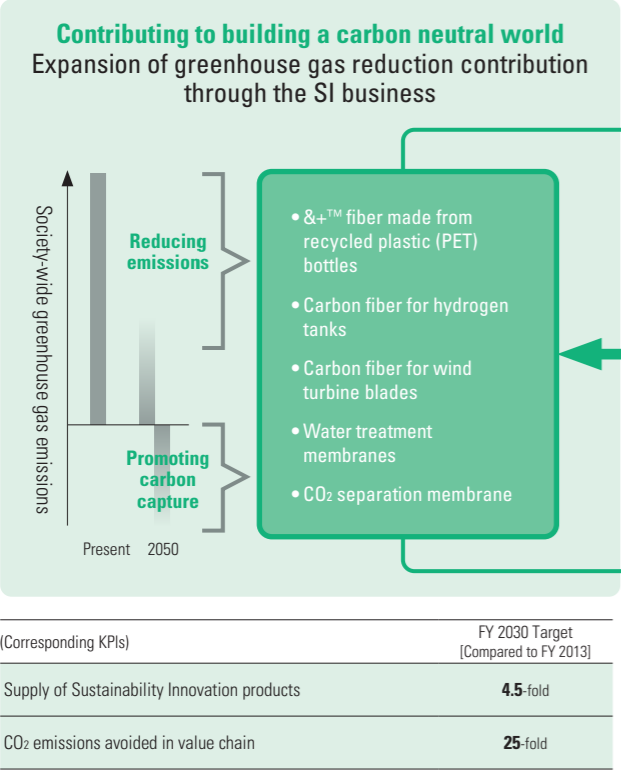 Contributing to building a carbon neutral world
Expansion of greenhouse gas reduction contribution
through the SI business
Society-wide greenhouse gas emissions
Reducing
emissions
Promoting
carbon
capture
Present 2050
• &+™ fiber made from
recycled plastic (PET)
bottles
• Carbon fiber for hydrogen
tanks
• Carbon fiber for wind
turbine blades
• Water treatment
membranes
• CO2 separation membrane
(Corresponding KPIs)
FY 2030 Target
[Compared to FY 2013]
Supply of Sustainability Innovation products 4.5-fold
CO2 emissions avoided in value chain 25-fold